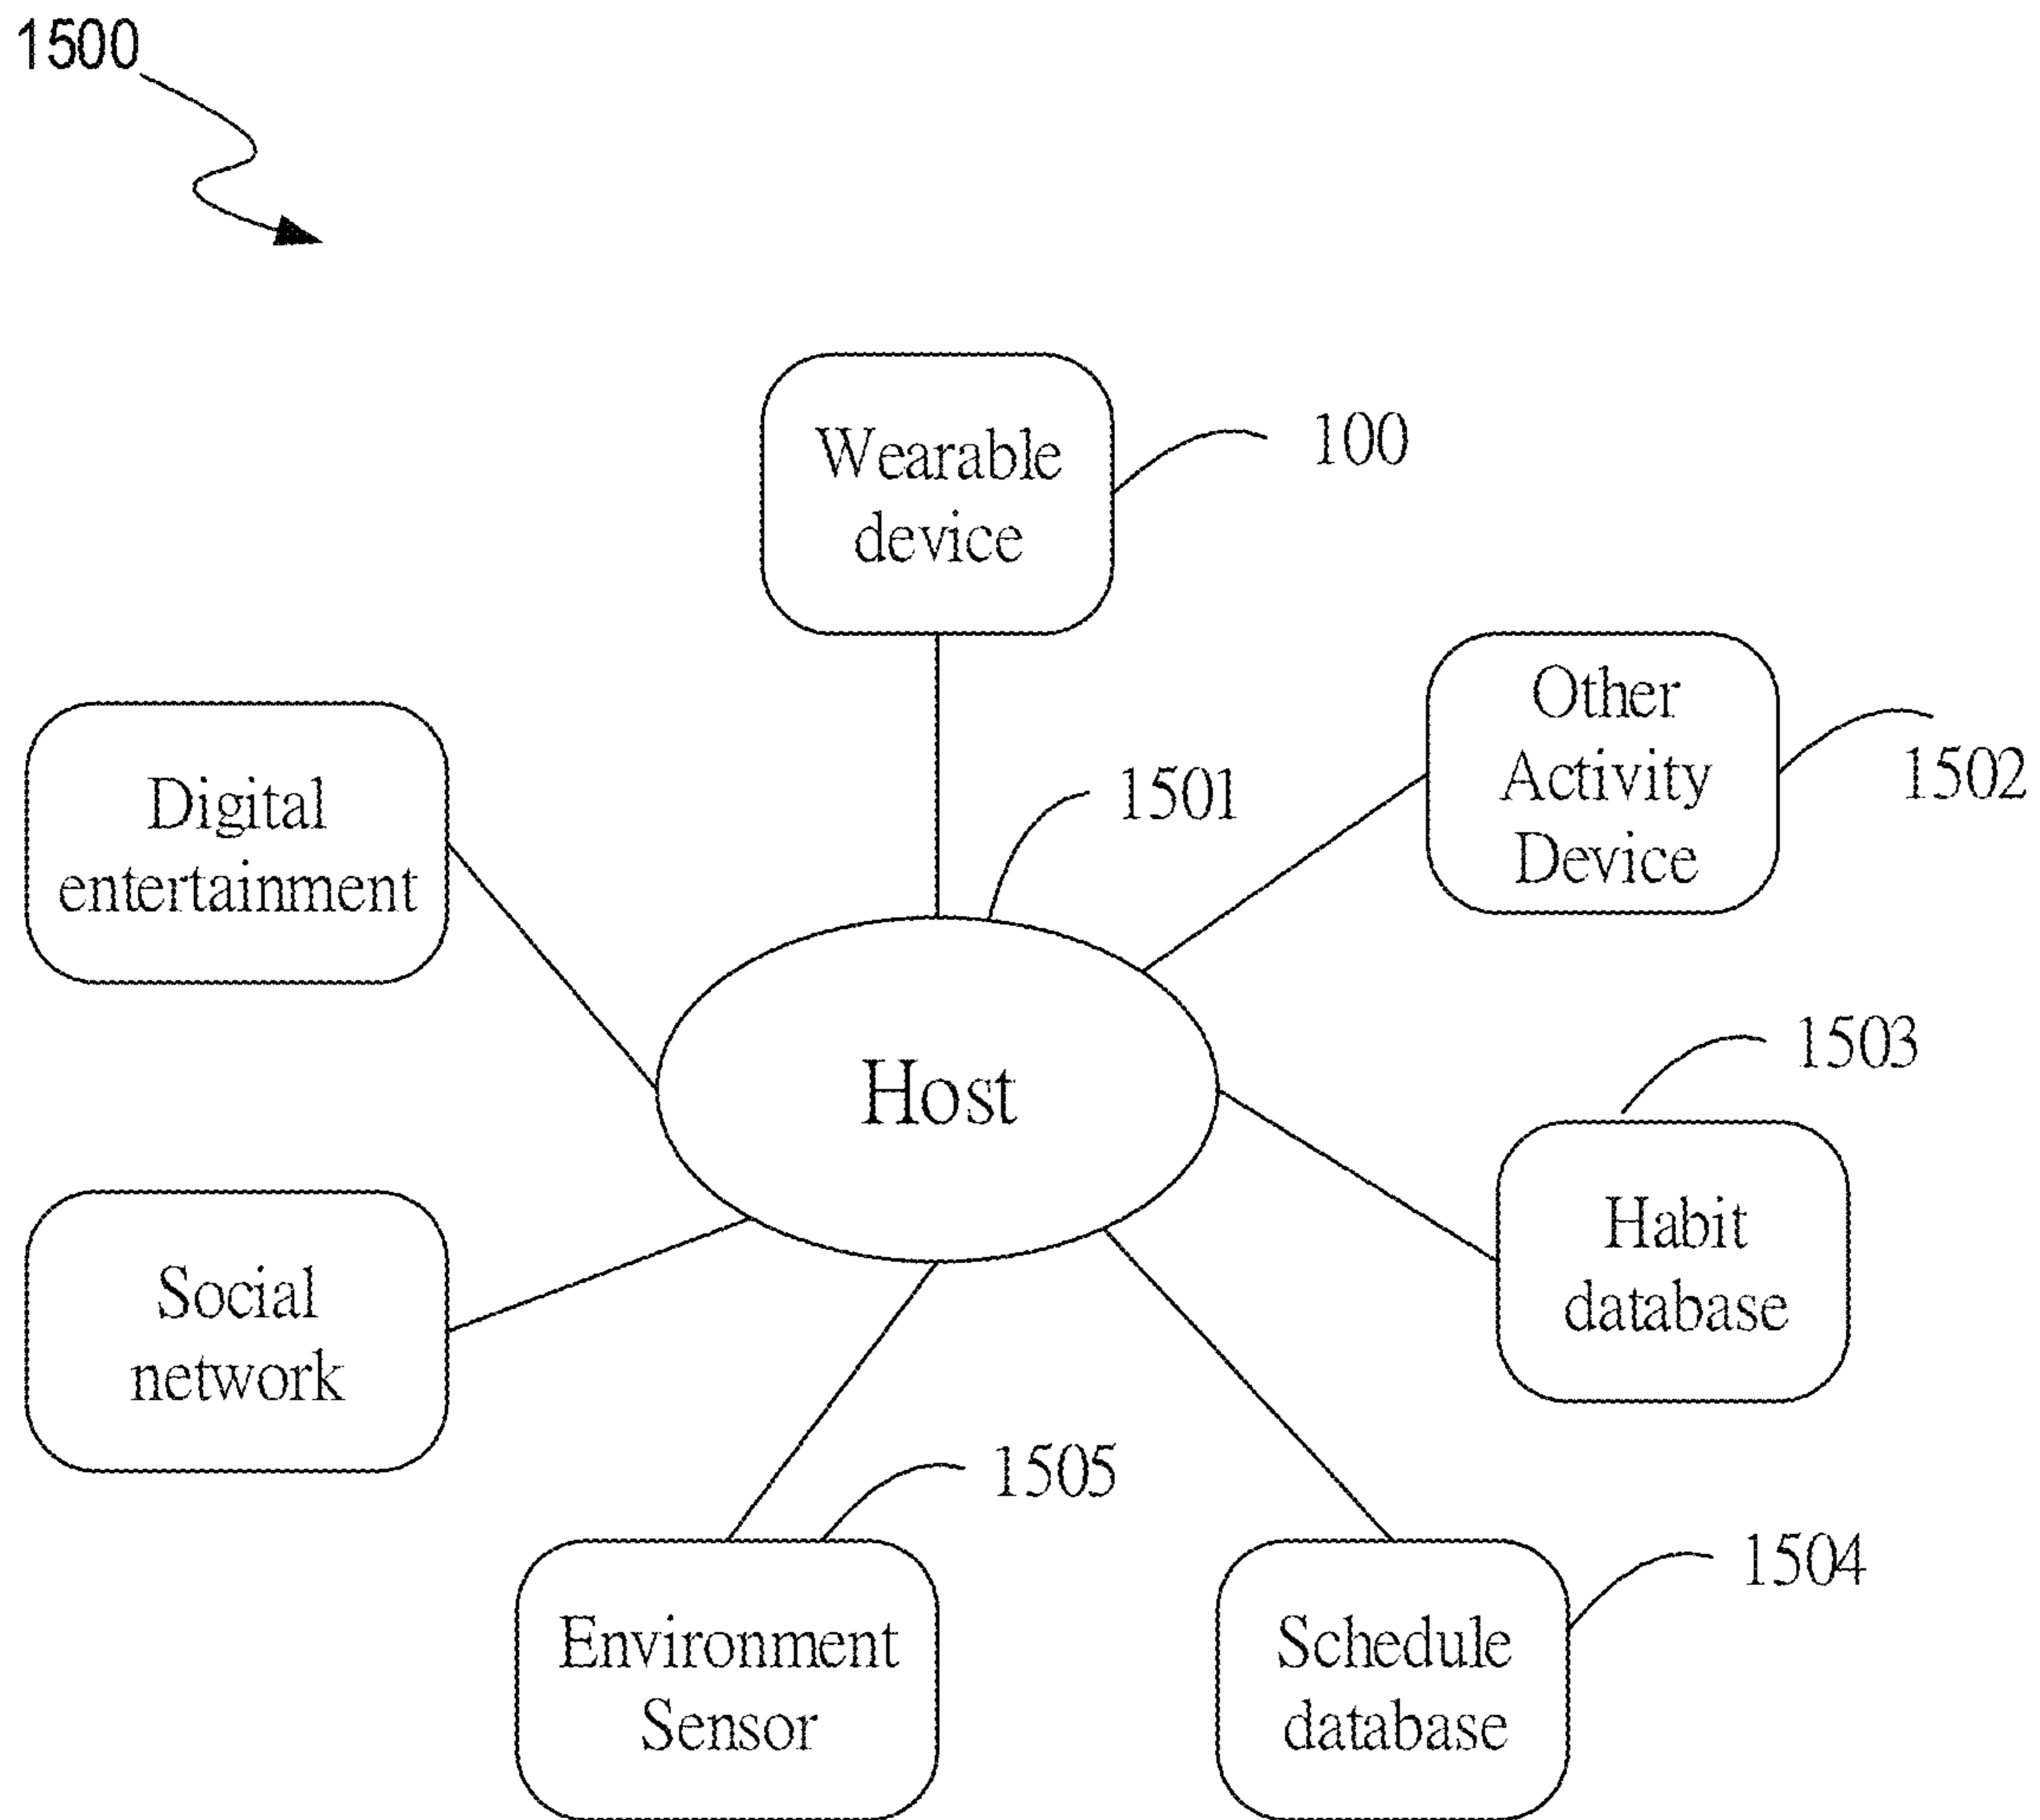 1500
Wearable
device
100
Other
Activity
Device
1502
Digital
entertainment
1501
Host
1503
Habit
database
Social
network
1505
Environment
Sensor
1504
Schedule
database